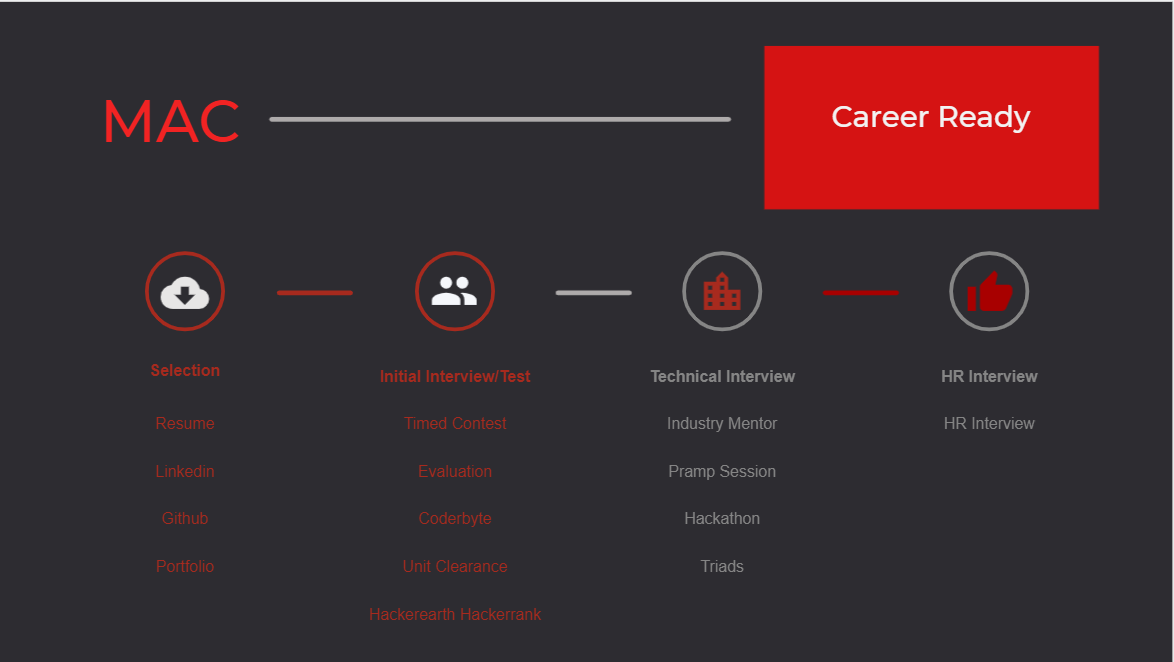 MAC
Career Ready
Selection
Resume
Linkedin
Github
Portfolio
Initial Interview/Test
Timed Contest
Evaluation
Coderbyte
Unit Clearance
Hackerearth Hackerrank
Technical Interview
Industry Mentor
Pramp Session
Hackathon
Triads
HR Interview
HR Interview